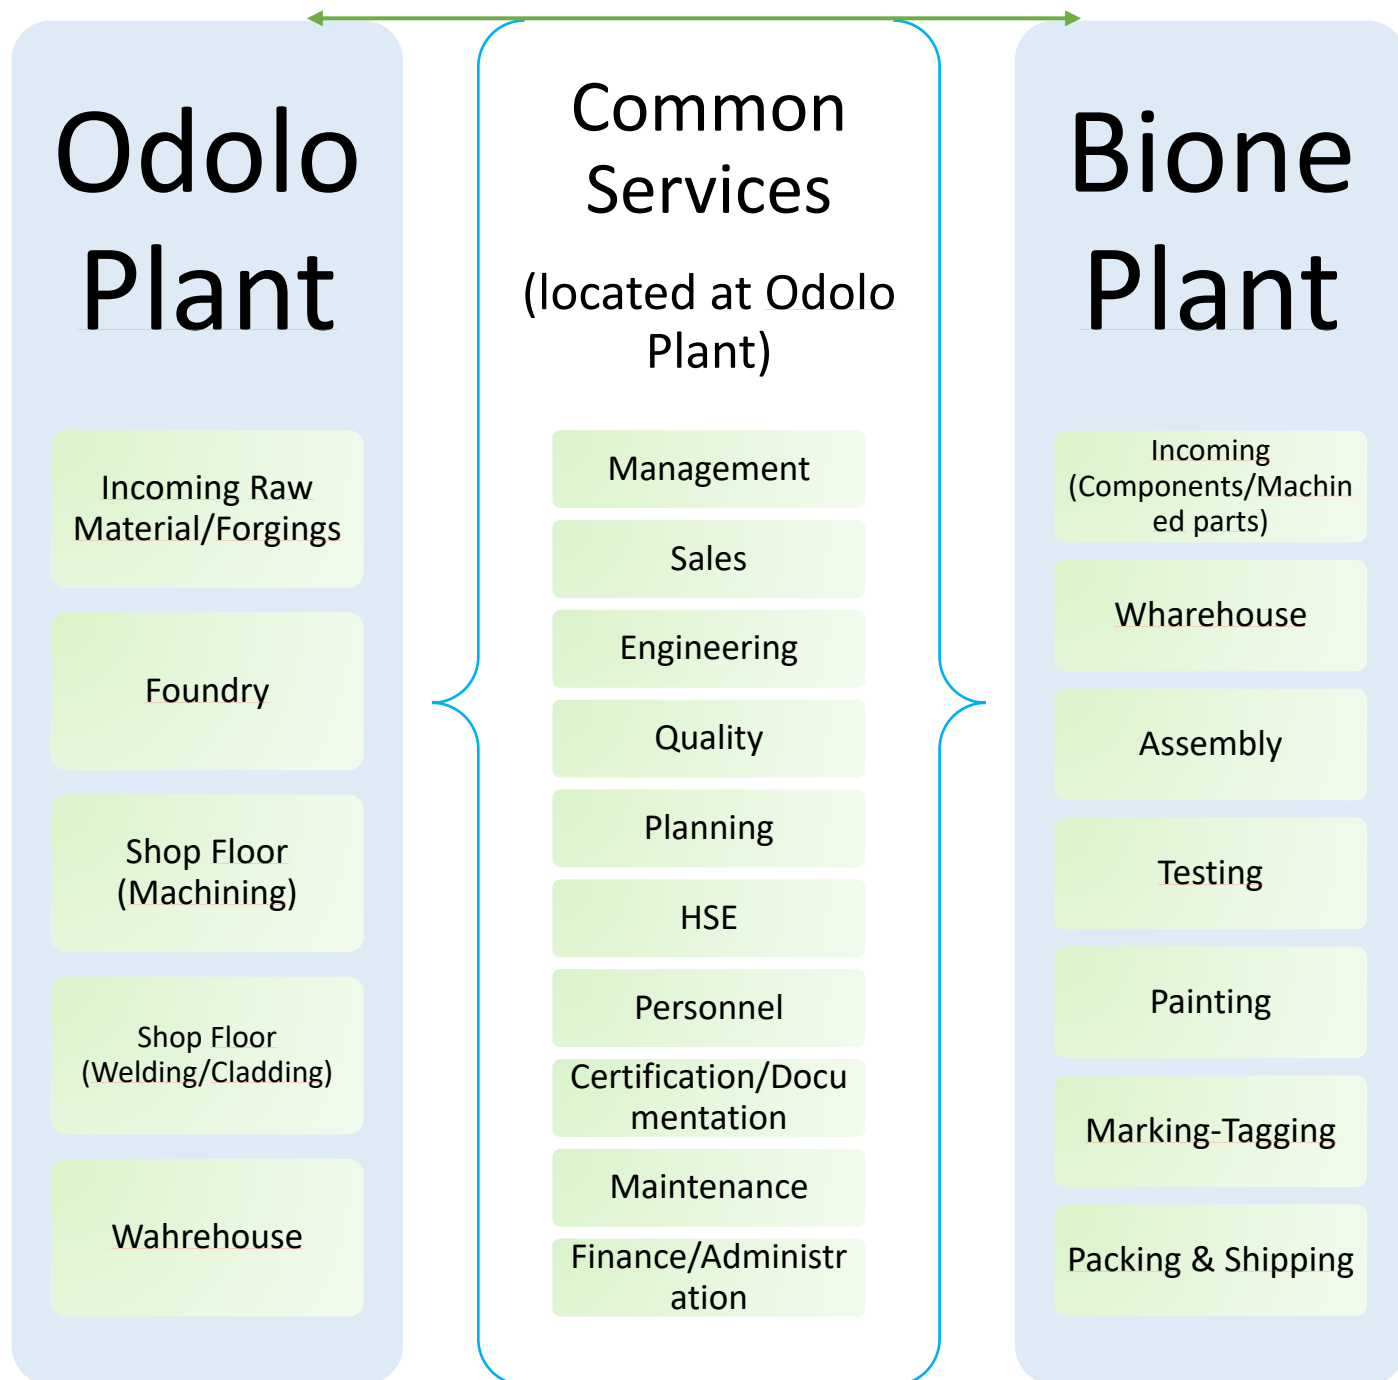 Odolo
Plant
Incoming Raw
Material/Forgings
Foundry
Shop Floor
(Machining)
Shop Floor
(Welding/Cladding)
Wahrehouse
Common
Services
(located at Odolo
Plant)
Management
Sales
Engineering
Quality
Planning
HSE
Personnel
Certification/Docu
mentation
Maintenance
Finance/Administr
ation
Bione
Plant
Incoming
(Components/Machin
ed parts)
Wharehouse
Assembly
Testing
Painting
Marking-Tagging
Packing & Shipping